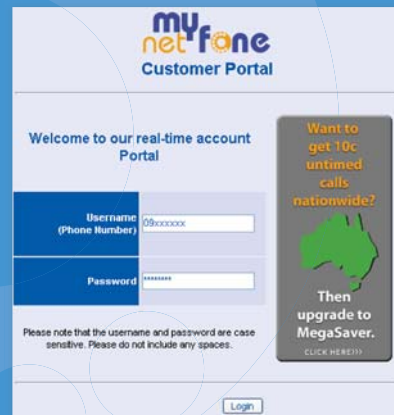 my
netfone
Customer Portal
Welcome to our real-time account
Portal
Username
(Phone Number)
09xxxxxx
Password
********
Please note that the username and password are case
sensitive. Please do not include any spaces.
Want to
get 10c
untimed
calls
nationwide?
Then
upgrade to
MegaSaver.
CLICK HERE)))
Login